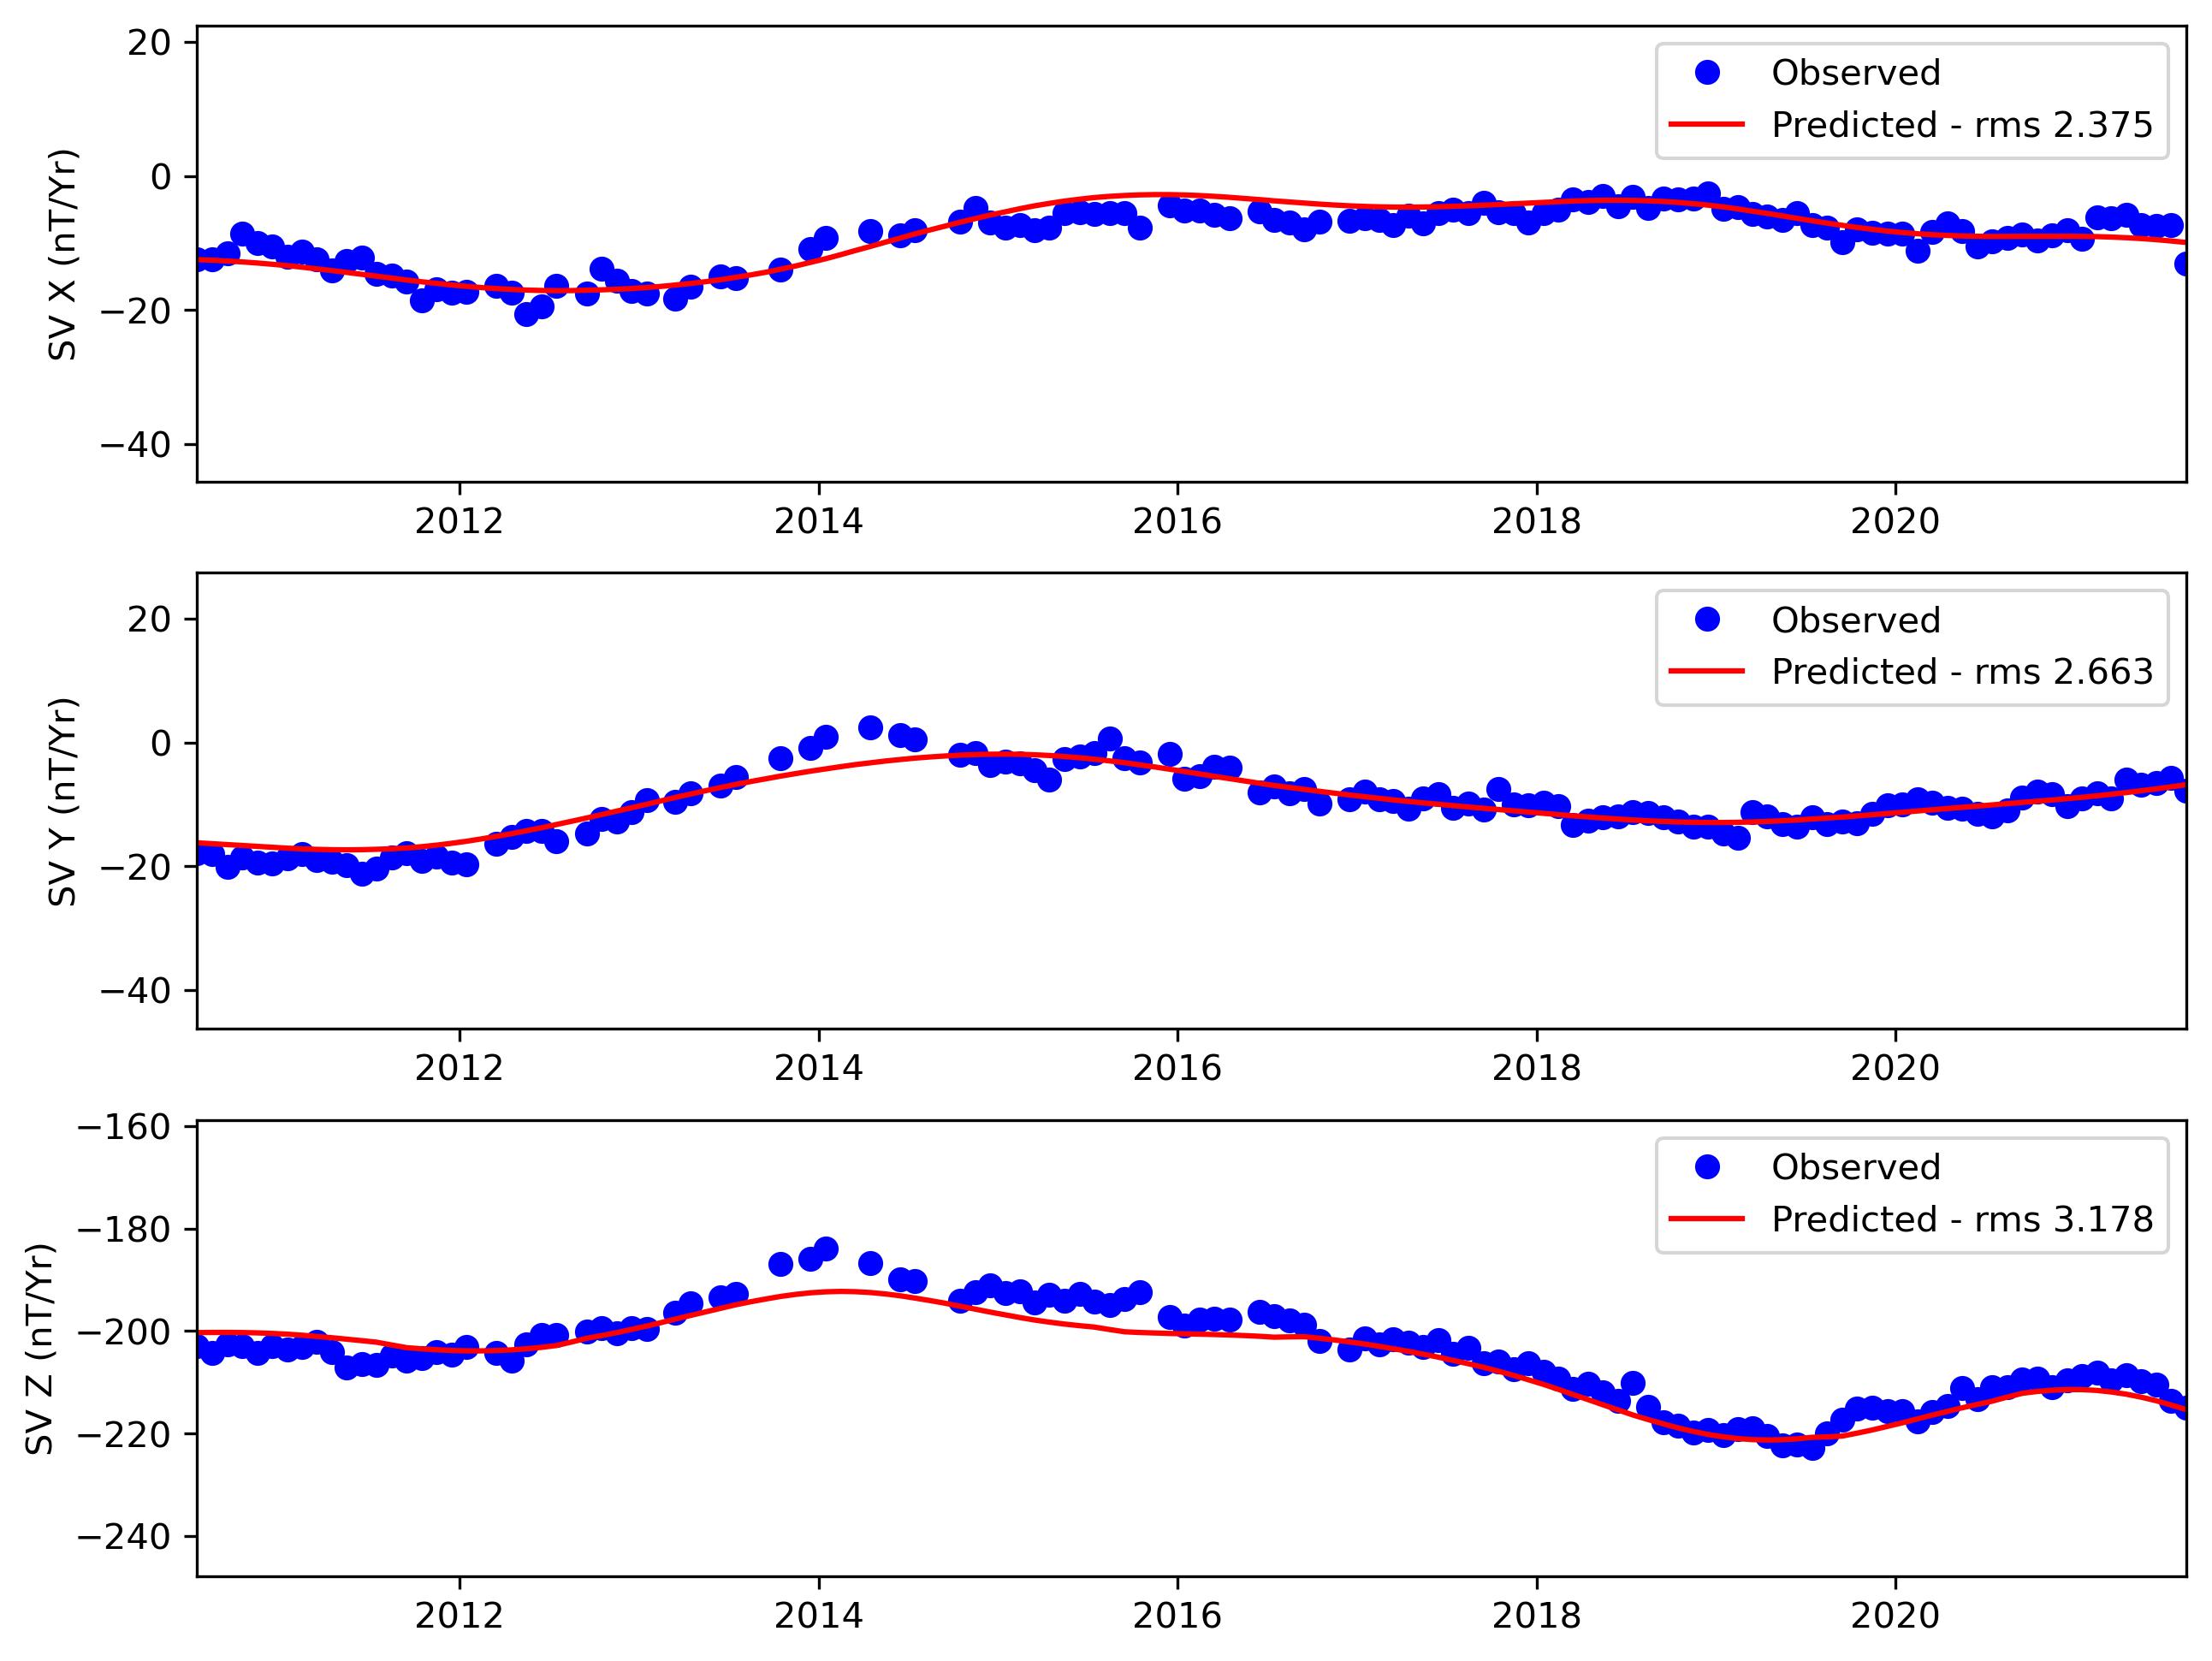 20
0
−20
−40
SV X (nT/Yr)
Observed
Predicted - rms 2.375
2012 2014 2016 2018 2020
20
0
−20
−40
SV Y (nT/Yr)
Observed
Predicted - rms 2.663
2012 2014 2016 2018 2020
−160
−180
−200
−220
−240
SV Z (nT/Yr)
Observed
Predicted - rms 3.178
2012 2014 2016 2018 2020